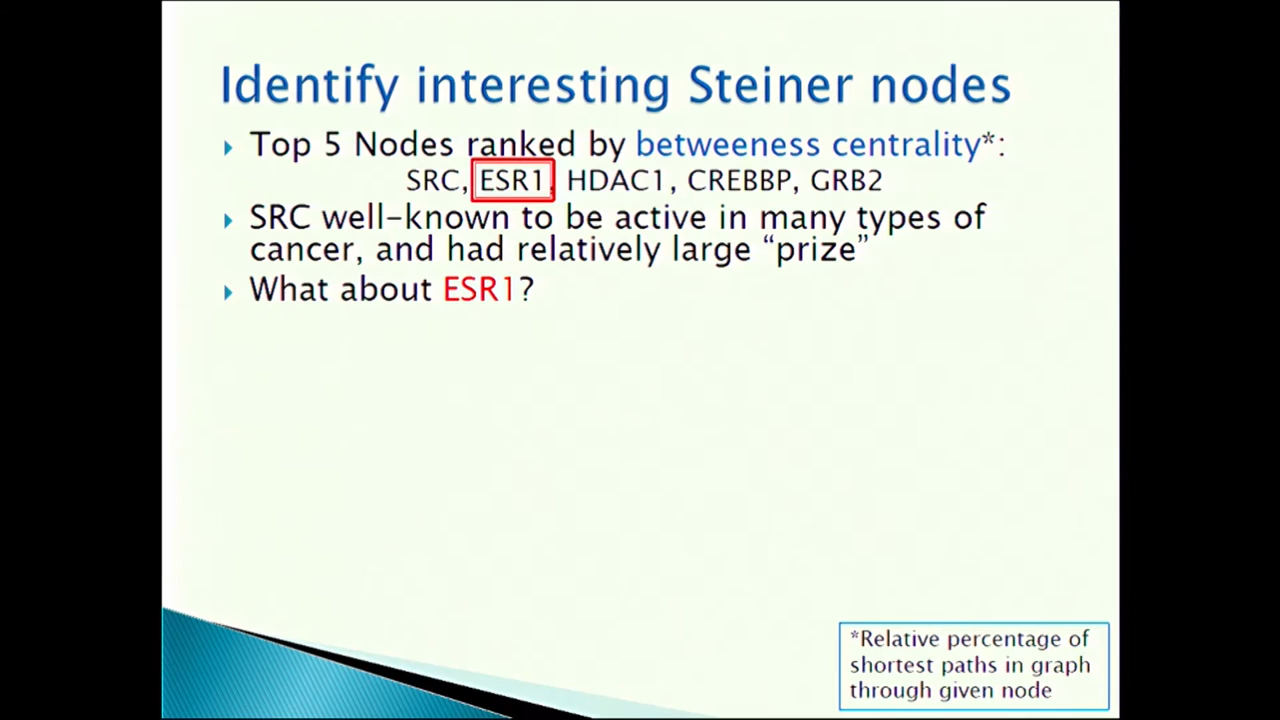 Identify interesting Steiner nodes
Top 5 Nodes ranked by betweeness centrality*:
SRC, ESR1, HDAC1, CREBBP, GRB2
SRC well-known to be active in many types of
cancer, and had relatively large “prize”
What about ESR1?
*Relative percentage of
shortest paths in graph
through given node